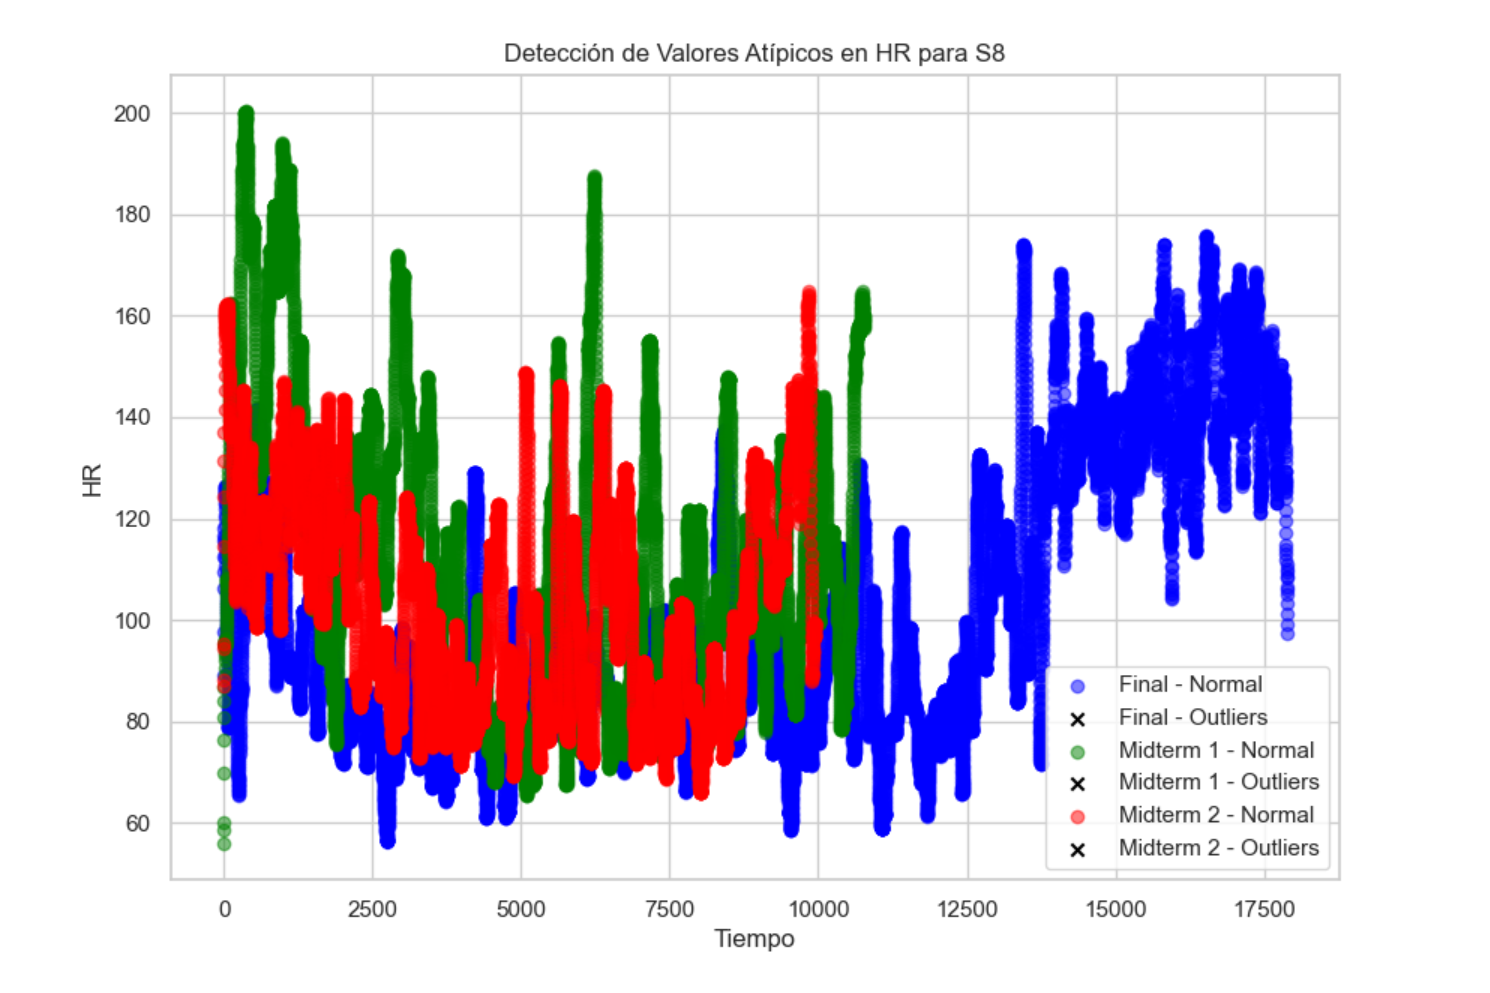 Detección de Valores Atípicos en HR para S8
200
180
160
140
120
100
80
60
HR
Final - Normal
Final - Outliers
Midterm 1 - Normal
Midterm 1 - Outliers
Midterm 2 - Normal
Midterm 2 - Outliers
0 2500 5000 7500 10000 12500 15000 17500
Tiempo